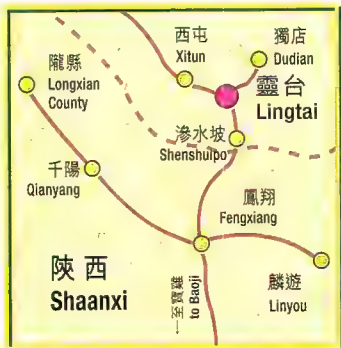 西屯
Xitun
獨店
Dudian
隴縣
Longxian
County
靈台
Lingtai
滲水坡
Shenshuipo
千陽
Qianyang
鳳翔
Fengxiang
陝西
Shaanxi
←至寶雞
to Baoji
麟遊
Linyou